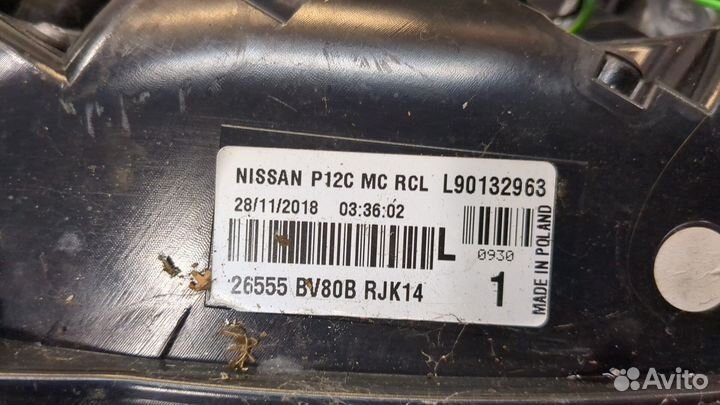 NISSAN P12C MC RCL L90132963
28/11/2018 03:36:02
L
0930
26555 BV80B RJK14
1
MADE IN POLAND
Avito